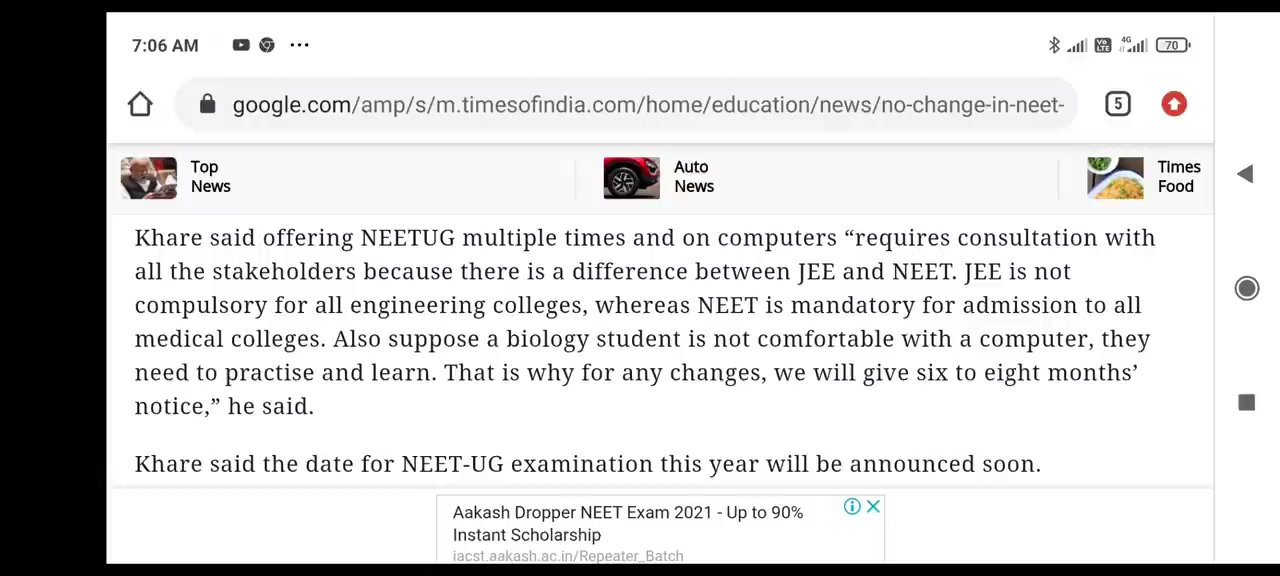 7:06 AM
Vo LTE 4G 70
google.com/amp/s/m.timesofindia.com/home/education/news/no-change-in-neet-
5
Top
News
Auto
News
Times
Food
Khare said offering NEETUG multiple times and on computers “requires consultation with
all the stakeholders because there is a difference between JEE and NEET. JEE is not
compulsory for all engineering colleges, whereas NEET is mandatory for admission to all
medical colleges. Also suppose a biology student is not comfortable with a computer, they
need to practise and learn. That is why for any changes, we will give six to eight months’
notice,” he said.
Khare said the date for NEET-UG examination this year will be announced soon.
Aakash Dropper NEET Exam 2021 - Up to 90%
Instant Scholarship
iacst.aakash.ac.in/Repeater_Batch